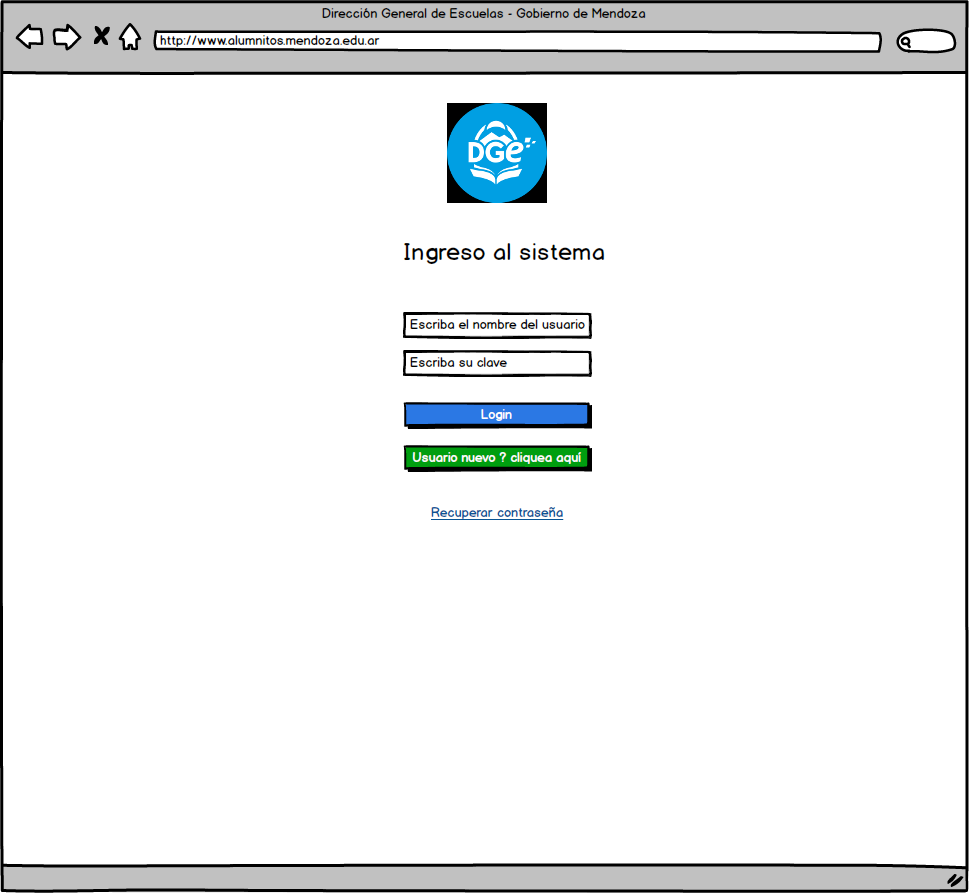 Dirección General de Escuelas - Gobierno de Mendoza
http://www.alumnitos.mendoza.edu.ar
DGe
Ingreso al sistema
Escriba el nombre del usuario
Escriba su clave
Login
Usuario nuevo ? cliquea aquí
Recuperar contraseña